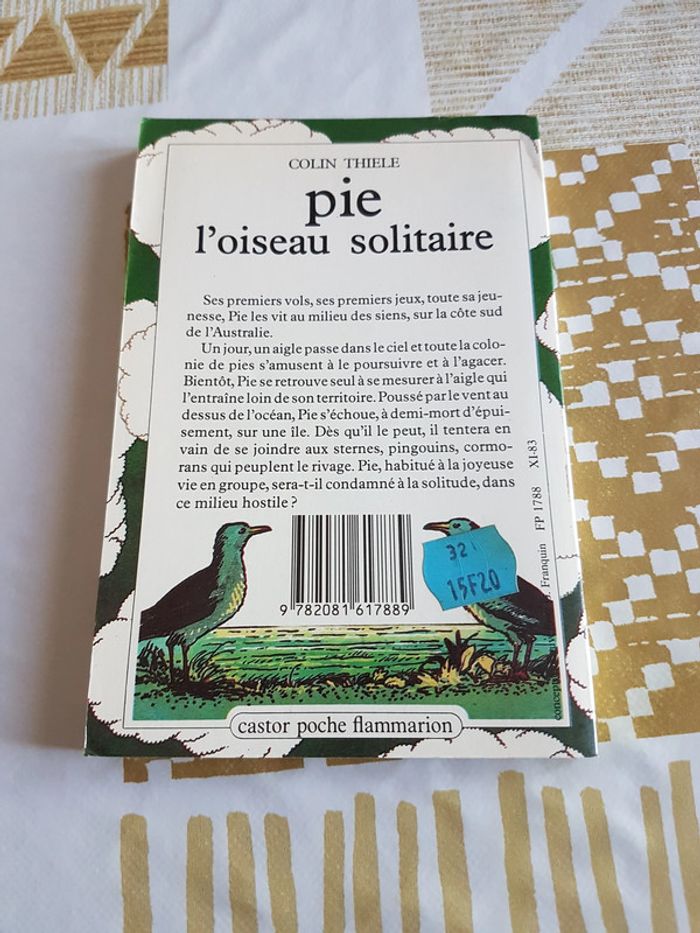 COLIN THIELE
pie
l'oiseau solitaire
Ses premiers vols, ses premiers jeux, toute sa jeu-
nesse, Pie les vit au milieu des siens, sur la côte sud
de l'Australie.
Un jour, un aigle passe dans le ciel et toute la colo-
nie de pies s'amusent à le poursuivre et à l'agacer.
Bientôt, Pie se retrouve seul à se mesurer à l'aigle qui
l'entraîne loin de son territoire. Poussé par le vent au
dessus de l'océan, Pie s'échoue, à demi-mort d'épui-
sement, sur une île. Dès qu'il le peut, il tentera en
vain de se joindre aux sternes, pingouins, cormo-
rans qui peuplent le rivage. Pie, habitué à la joyeuse
vie en groupe, sera-t-il condamné à la solitude, dans
ce milieu hostile ?
9 782081 617889
32
15F20
Franquin FP 1788 XI-83
castor poche flammarion